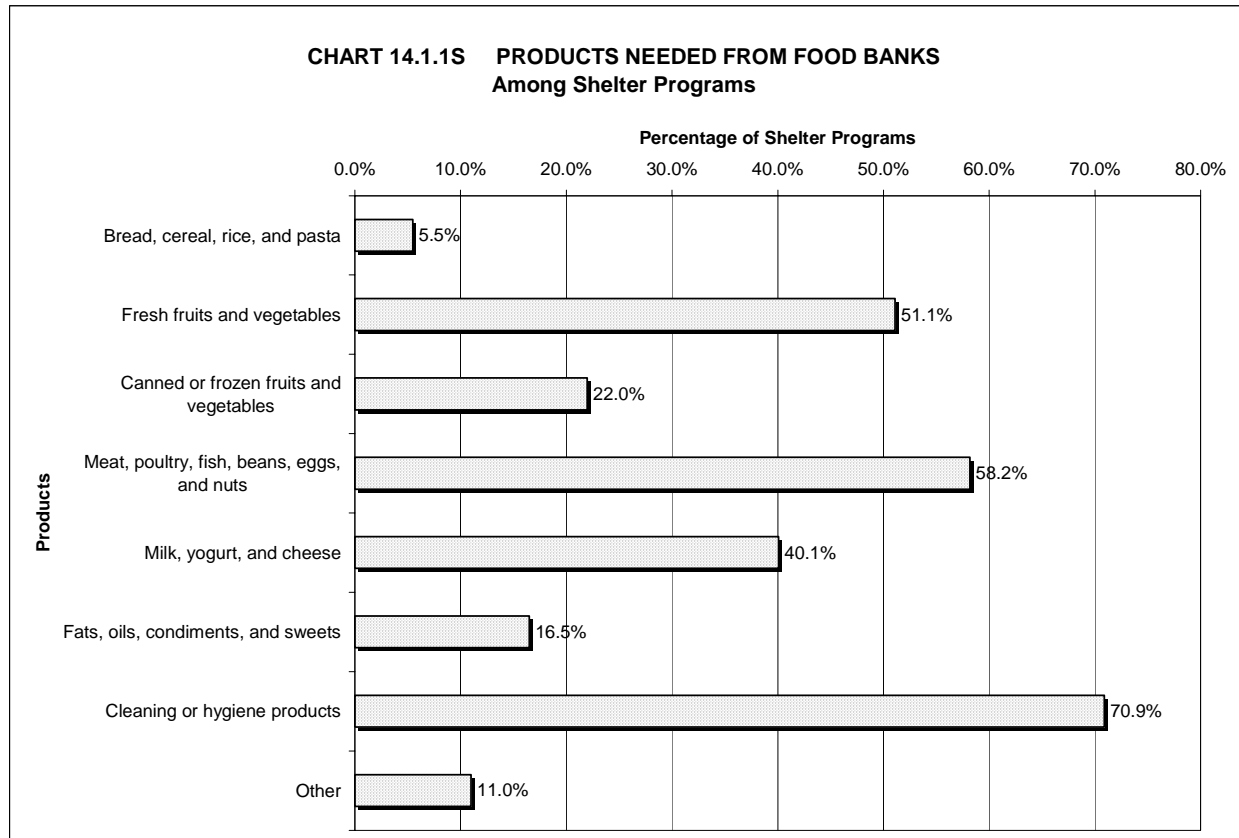 CHART 14.1.1S PRODUCTS NEEDED FROM FOOD BANKS
Among Shelter Programs
Percentage of Shelter Programs
0.0% 10.0% 20.0% 30.0% 40.0% 50.0% 60.0% 70.0% 80.0%
Products
Bread, cereal, rice, and pasta 5.5%
Fresh fruits and vegetables 51.1%
Canned or frozen fruits and
vegetables 22.0%
Meat, poultry, fish, beans, eggs,
and nuts 58.2%
Milk, yogurt, and cheese 40.1%
Fats, oils, condiments, and sweets 16.5%
Cleaning or hygiene products 70.9%
Other 11.0%